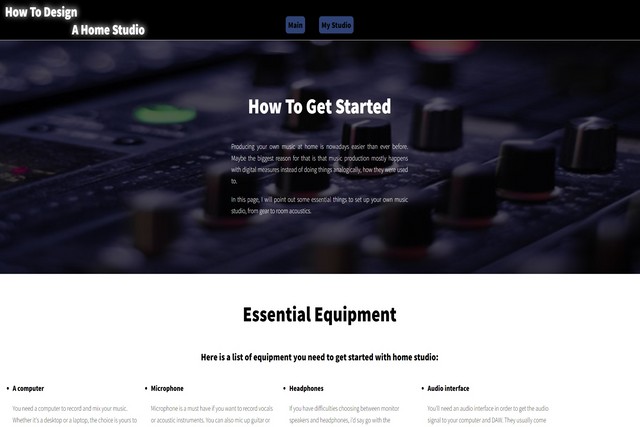 How To Design
A Home Studio
Main
My Studio
How To Get Started
Producing your own music at home is nowadays easier than ever before.
Maybe the biggest reason for that is that music production mostly happens
with digital measures instead of doing things analogically, how they were used
to.
In this page, I will point out some essential things to set up your own music
studio, from gear to room acoustics.
Essential Equipment
Here is a list of equipment you need to get started with home studio:
• A computer
You need a computer to record and mix your music.
Whether it's a desktop or a laptop, the choice is yours to
• Microphone
Microphone is a must have if you want to record vocals
or acoustic instruments. You can also mic up guitar or
• Headphones
If you have difficulties choosing between monitor
speakers and headphones, i'd say go with the
• Audio interface
You'll need an audio interface in order to get the audio
signal to your computer and DAW. They usually come